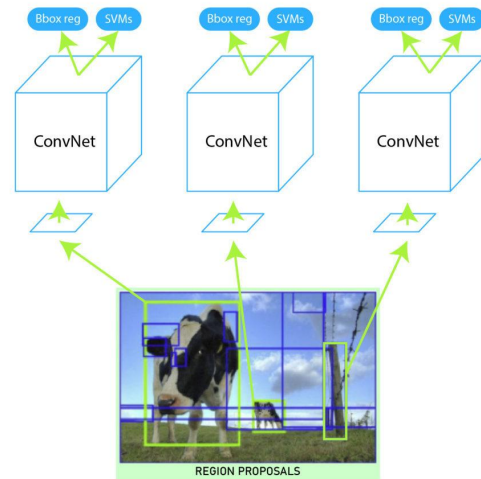 Bbox reg SVMs Bbox reg SVMs Bbox reg SVMs
ConvNet ConvNet ConvNet
REGION PROPOSALS